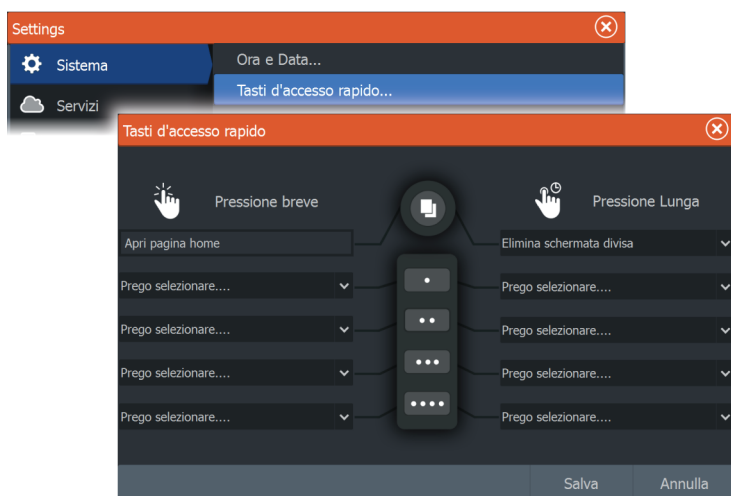 Settings
Sistema
Ora e Data...
Servizi
Tasti d'accesso rapido...
Tasti d'accesso rapido
Pressione breve
Pressione Lunga
Apri pagina home
Elimina schermata divisa
Prego selezionare....
Prego selezionare....
Prego selezionare....
Prego selezionare....
Prego selezionare....
Prego selezionare....
Prego selezionare....
Prego selezionare....
Salva
Annulla